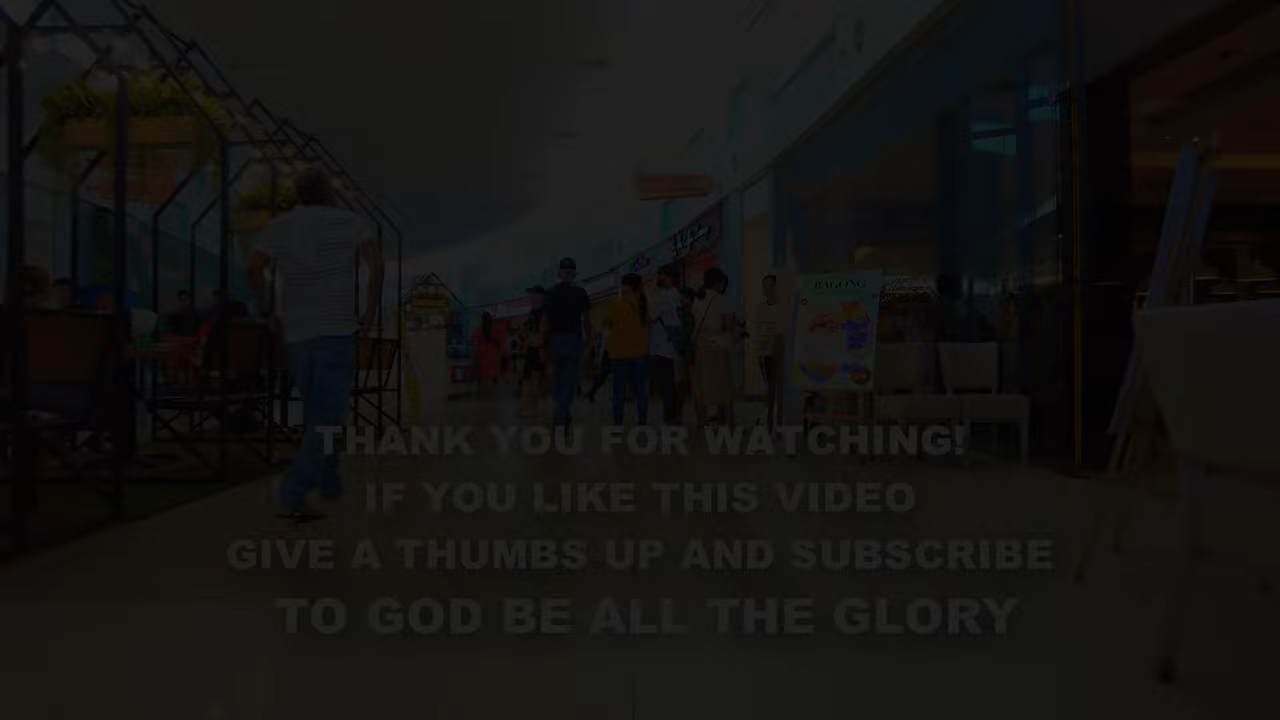 BAGONG
THANK YOU FOR WATCHING!
IF YOU LIKE THIS VIDEO
GIVE A THUMBS UP AND SUBSCRIBE
TO GOD BE ALL THE GLORY